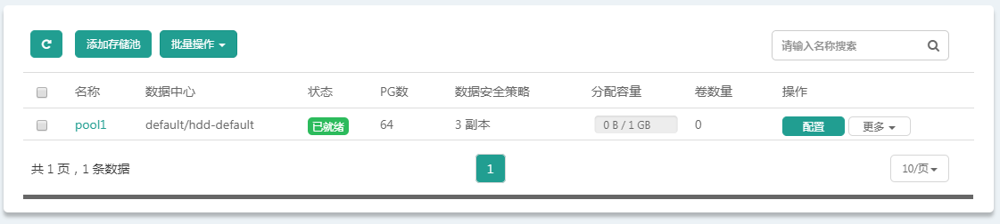 添加存储池 批量操作 请输入名称搜索
名称 数据中心 状态 PG数 数据安全策略 分配容量 卷数量 操作
pool1 default/hdd-default 已就绪 64 3 副本 0 B / 1 GB 0 配置 更多
共 1 页，1 条数据 1 10/页